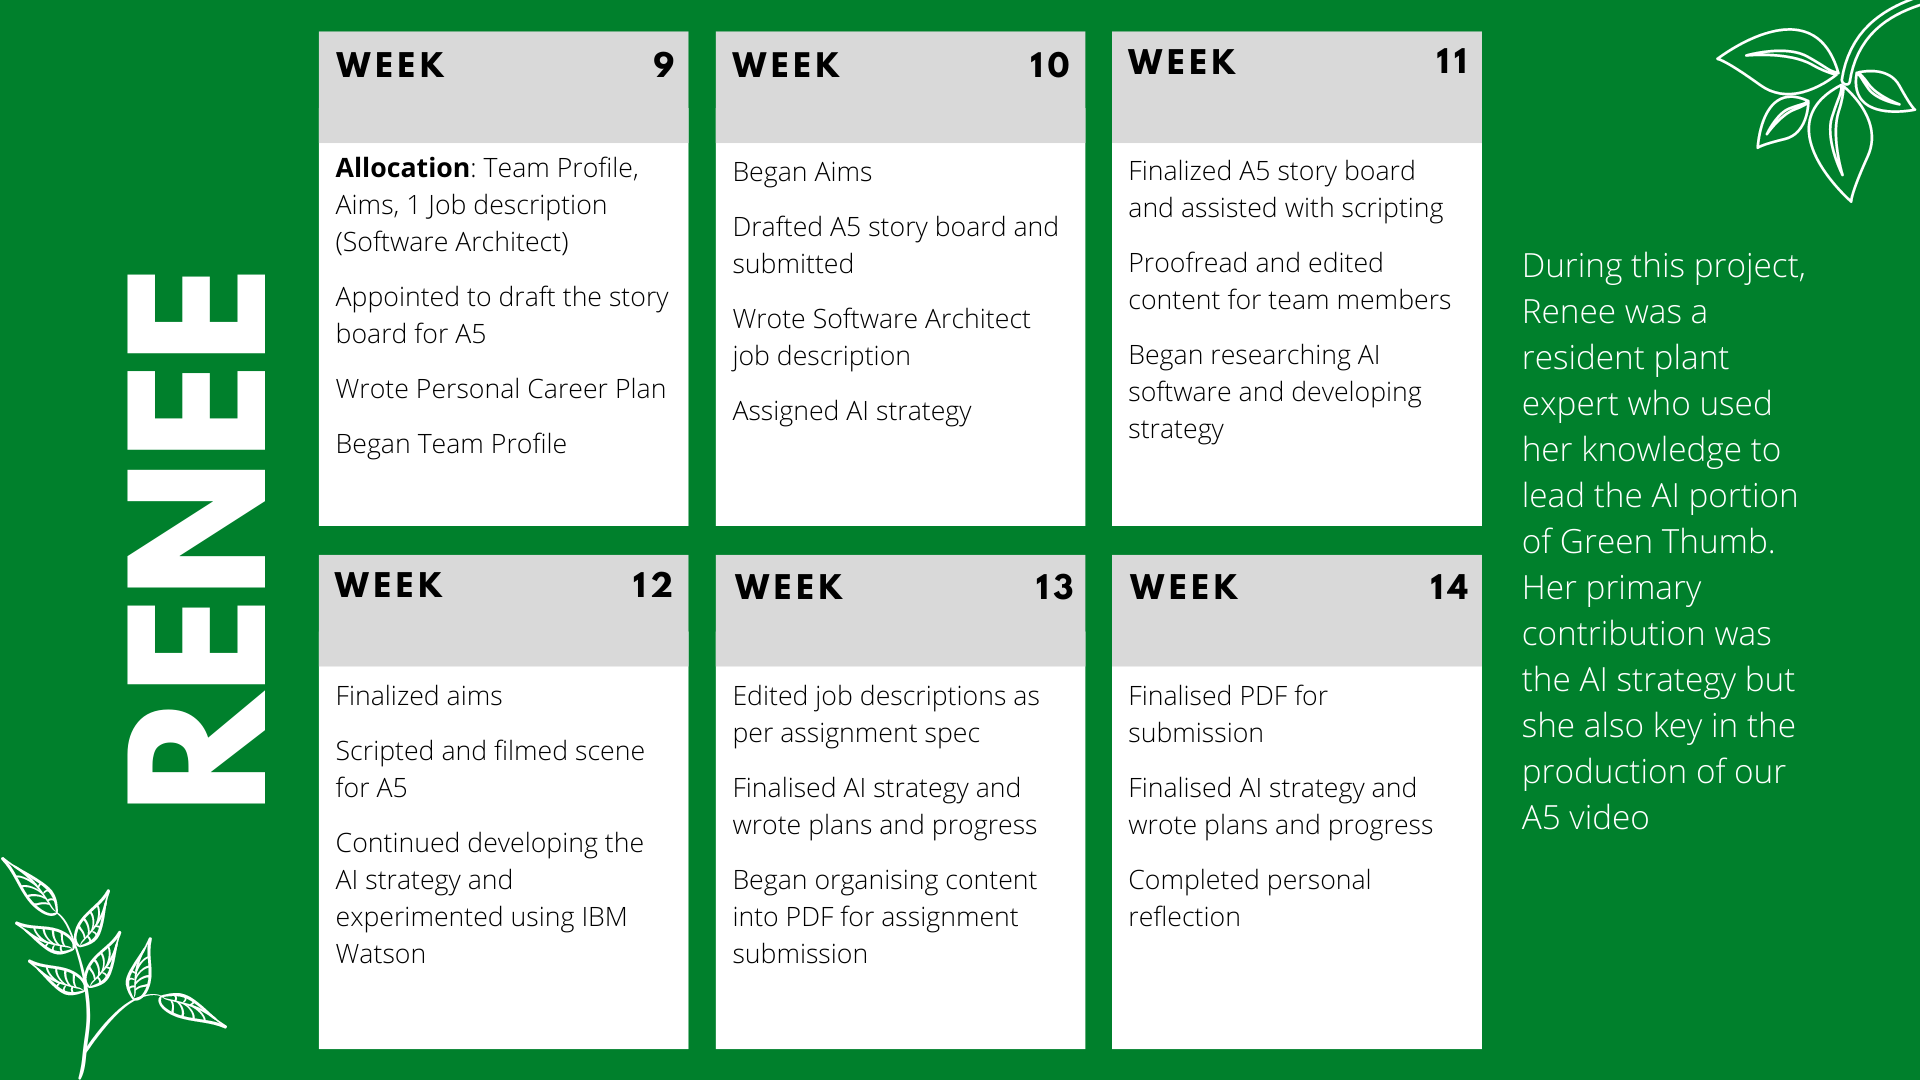 RENEE
WEEK 9
Allocation: Team Profile,
Aims, 1 Job description
(Software Architect)
Appointed to draft the story
board for A5
Wrote Personal Career Plan
Began Team Profile
WEEK 10
Began Aims
Drafted A5 story board and
submitted
Wrote Software Architect
job description
Assigned AI strategy
WEEK 11
Finalized A5 story board
and assisted with scripting
Proofread and edited
content for team members
Began researching AI
software and developing
strategy
WEEK 12
Finalized aims
Scripted and filmed scene
for A5
Continued developing the
AI strategy and
experimented using IBM
Watson
WEEK 13
Edited job descriptions as
per assignment spec
Finalised AI strategy and
wrote plans and progress
Began organising content
into PDF for assignment
submission
WEEK 14
Finalised PDF for
submission
Finalised AI strategy and
wrote plans and progress
Completed personal
reflection
During this project,
Renee was a
resident plant
expert who used
her knowledge to
lead the AI portion
of Green Thumb.
Her primary
contribution was
the AI strategy but
she also key in the
production of our
A5 video